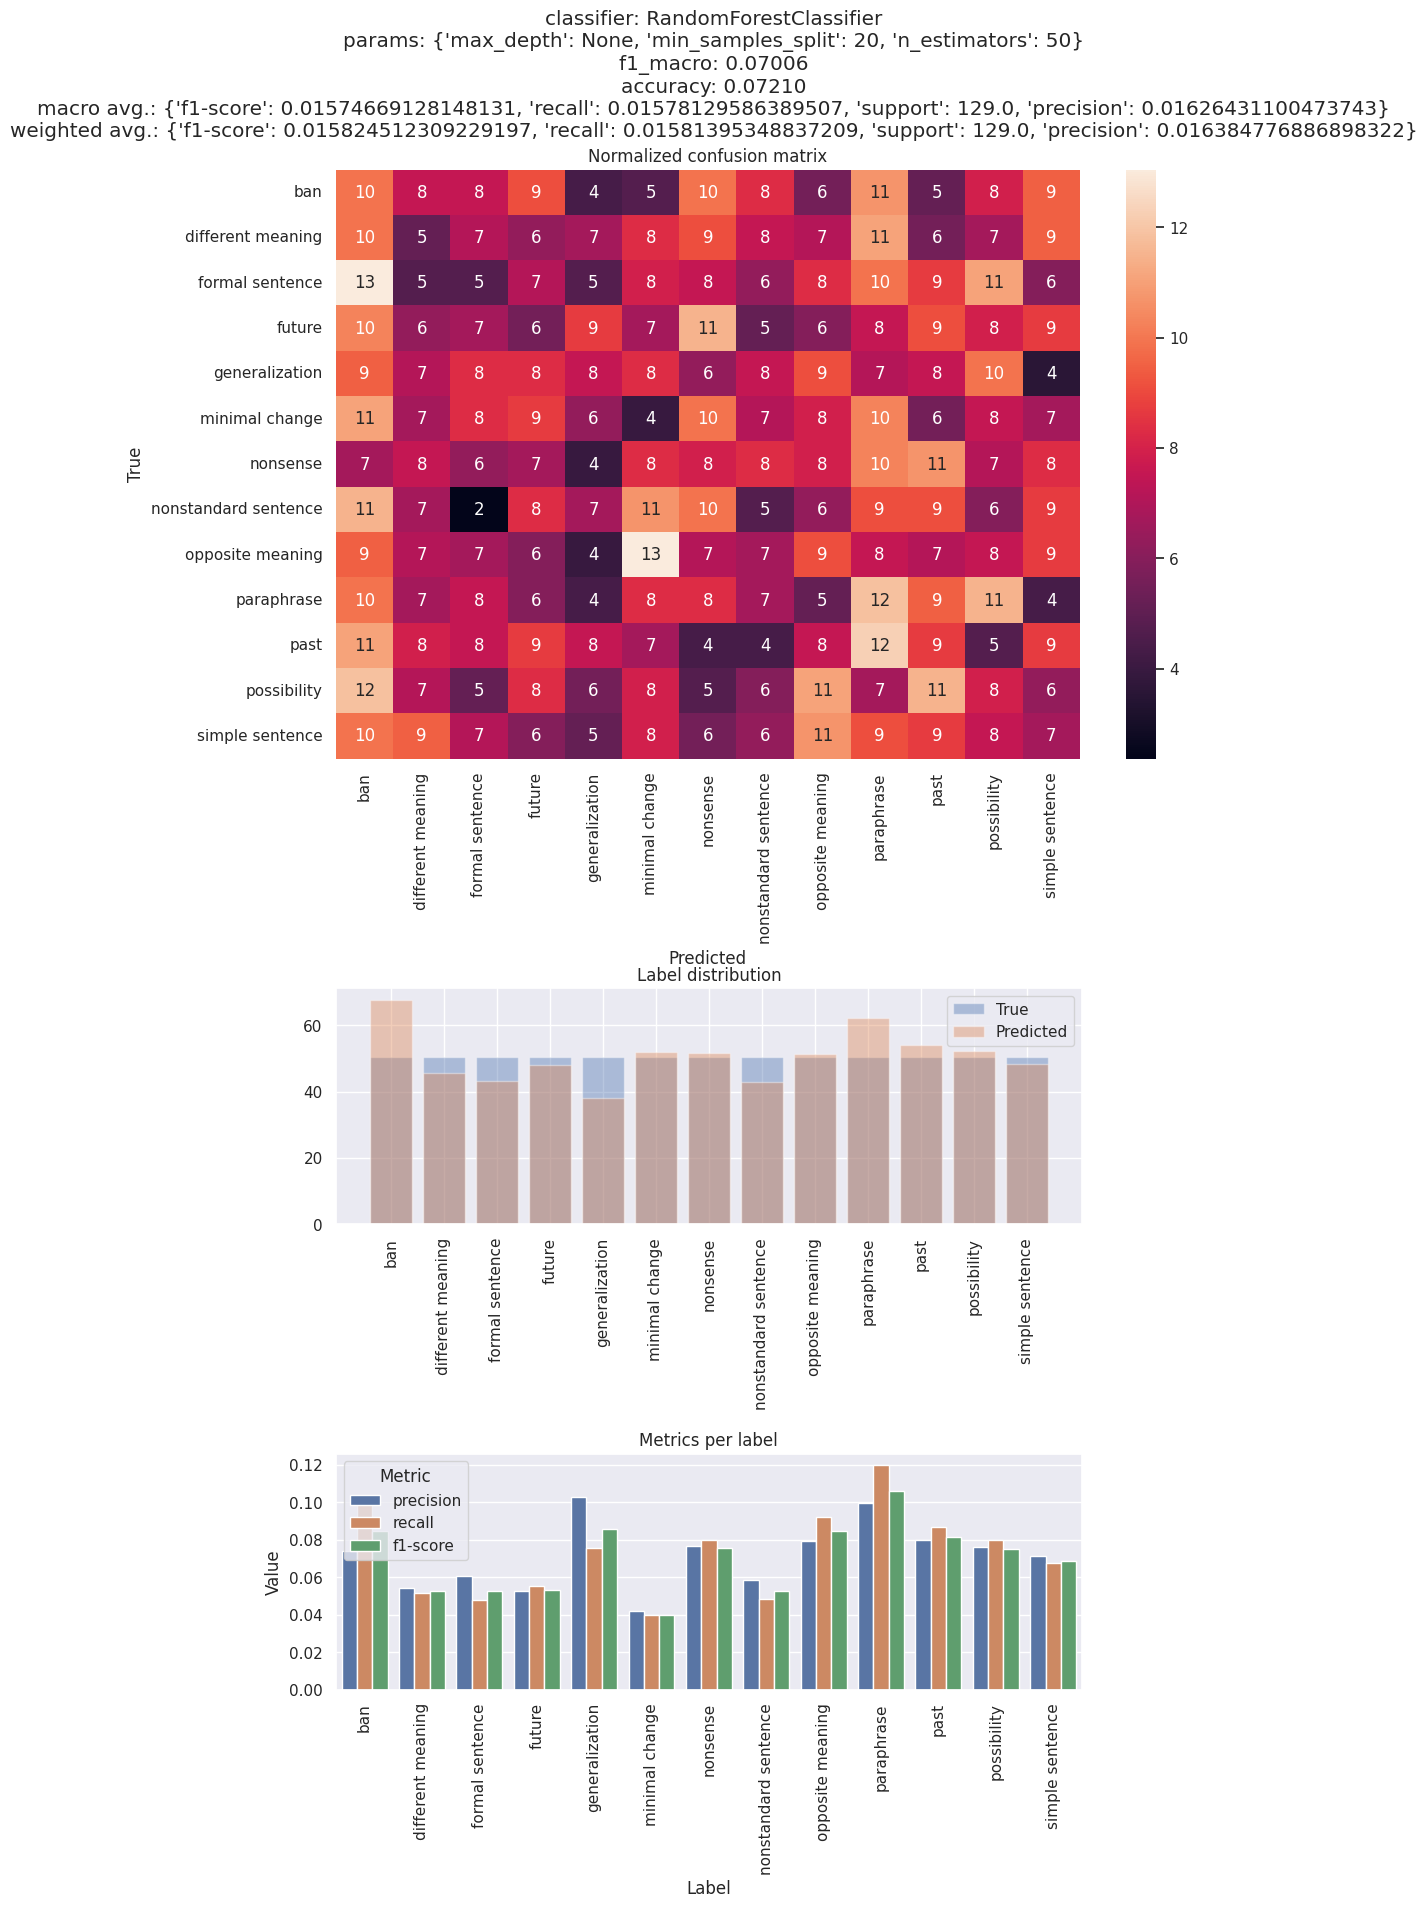 classifier: RandomForestClassifier
params: {'max_depth': None, 'min_samples_split': 20, 'n_estimators': 50}
f1_macro: 0.07006
accuracy: 0.07210
macro avg.: {'f1-score': 0.01574669128148131, 'recall': 0.01578129586389507, 'support': 129.0, 'precision': 0.01626431100473743}
weighted avg.: {'f1-score': 0.015824512309229197, 'recall': 0.01581395348837209, 'support': 129.0, 'precision': 0.016384776886898322}
Normalized confusion matrix
True
ban 10 8 8 9 4 5 10 8 6 11 5 8 9
different meaning 10 5 7 6 7 8 9 8 7 11 6 7 9
formal sentence 13 5 5 7 5 8 8 6 8 10 9 11 6
future 10 6 7 6 9 7 11 5 6 8 9 8 9
generalization 9 7 8 8 8 8 6 8 9 7 8 10 4
minimal change 11 7 8 9 6 4 10 7 8 10 6 8 7
nonsense 7 8 6 7 4 8 8 8 8 10 11 7 8
nonstandard sentence 11 7 2 8 7 11 10 5 6 9 9 6 9
opposite meaning 9 7 7 6 4 13 7 7 9 8 7 8 9
paraphrase 10 7 8 6 4 8 8 7 5 12 9 11 4
past 11 8 8 9 8 7 4 4 8 12 9 5 9
possibility 12 7 5 8 6 8 5 6 11 7 11 8 6
simple sentence 10 9 7 6 5 8 6 6 11 9 9 8 7
ban
different meaning
formal sentence
future
generalization
minimal change
nonsense
nonstandard sentence
opposite meaning
paraphrase
past
possibility
simple sentence
Predicted
12
10
8
6
4
Label distribution
True
Predicted
60
40
20
0
ban
different meaning
formal sentence
future
generalization
minimal change
nonsense
nonstandard sentence
opposite meaning
paraphrase
past
possibility
simple sentence
Metrics per label
Metric
precision
recall
f1-score
Value
0.12
0.10
0.08
0.06
0.04
0.02
0.00
ban
different meaning
formal sentence
future
generalization
minimal change
nonsense
nonstandard sentence
opposite meaning
paraphrase
past
possibility
simple sentence
Label